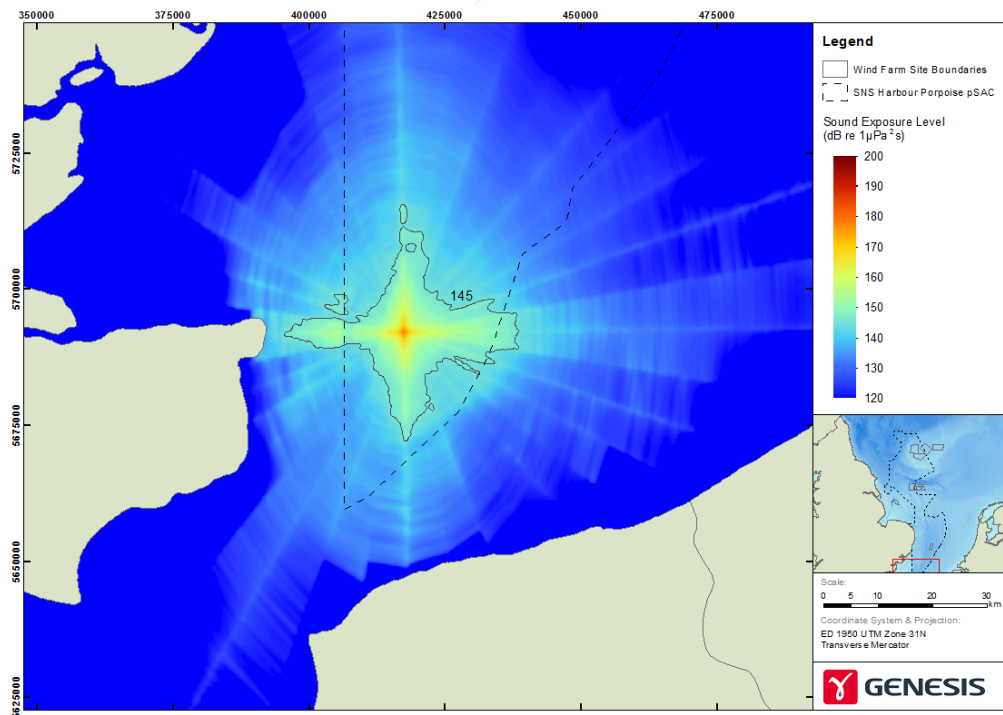 350000 375000 400000 425000 450000 475000
5725000
5700000
5675000
5650000
5625000
145
Legend
Wind Farm Site Boundaries
SNS Harbour Porpoise pSAC
Sound Exposure Level
(dB re 1µPa²s)
200
190
180
170
160
150
140
130
120
Scale:
0 5 10 20 30
km
Coordinate System & Projection:
ED 1950 UTM Zone 31N
Transverse Mercator
GENESIS